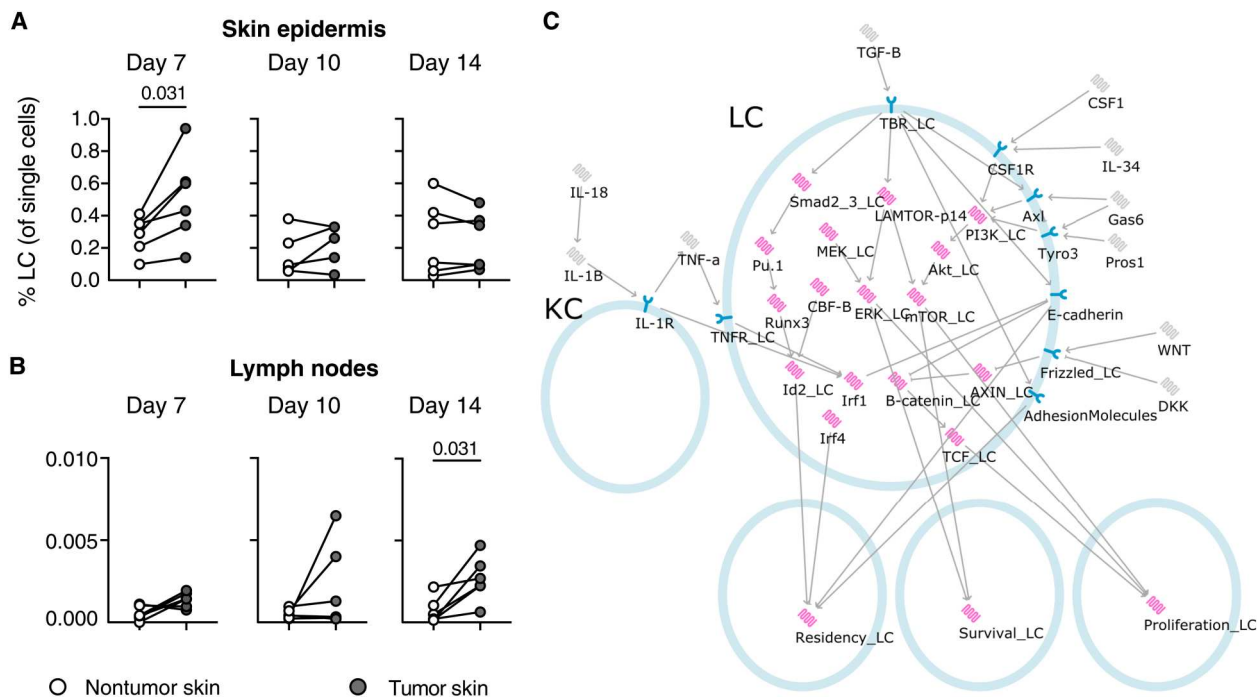 A
Skin epidermis
Day 7
Day 10
Day 14
0.031
% LC (of single cells)
1.0
0.8
0.6
0.4
0.2
0.0
B
Lymph nodes
Day 7
Day 10
Day 14
0.031
0.010
0.005
0.000
Nontumor skin
Tumor skin
C
TGF-B
LC
TBR_LC
CSF1
CSF1R
IL-34
IL-18
Smad2_3_LC
LAMTOR-p14
PI3K_LC
Axl
Gas6
Tyro3
Pros1
MEK_LC
TNF-a
Pu.1
Akt_LC
IL-1B
KC
IL-1R
CBF-B
Runx3
ERK_LC
mTOR_LC
E-cadherin
TNFR_LC
WNT
Frizzled_LC
Id2_LC
Irf1
B-catenin_LC
AXIN_LC
DKK
AdhesionMolecules
Irf4
TCF_LC
Residency_LC
Survival_LC
Proliferation_LC